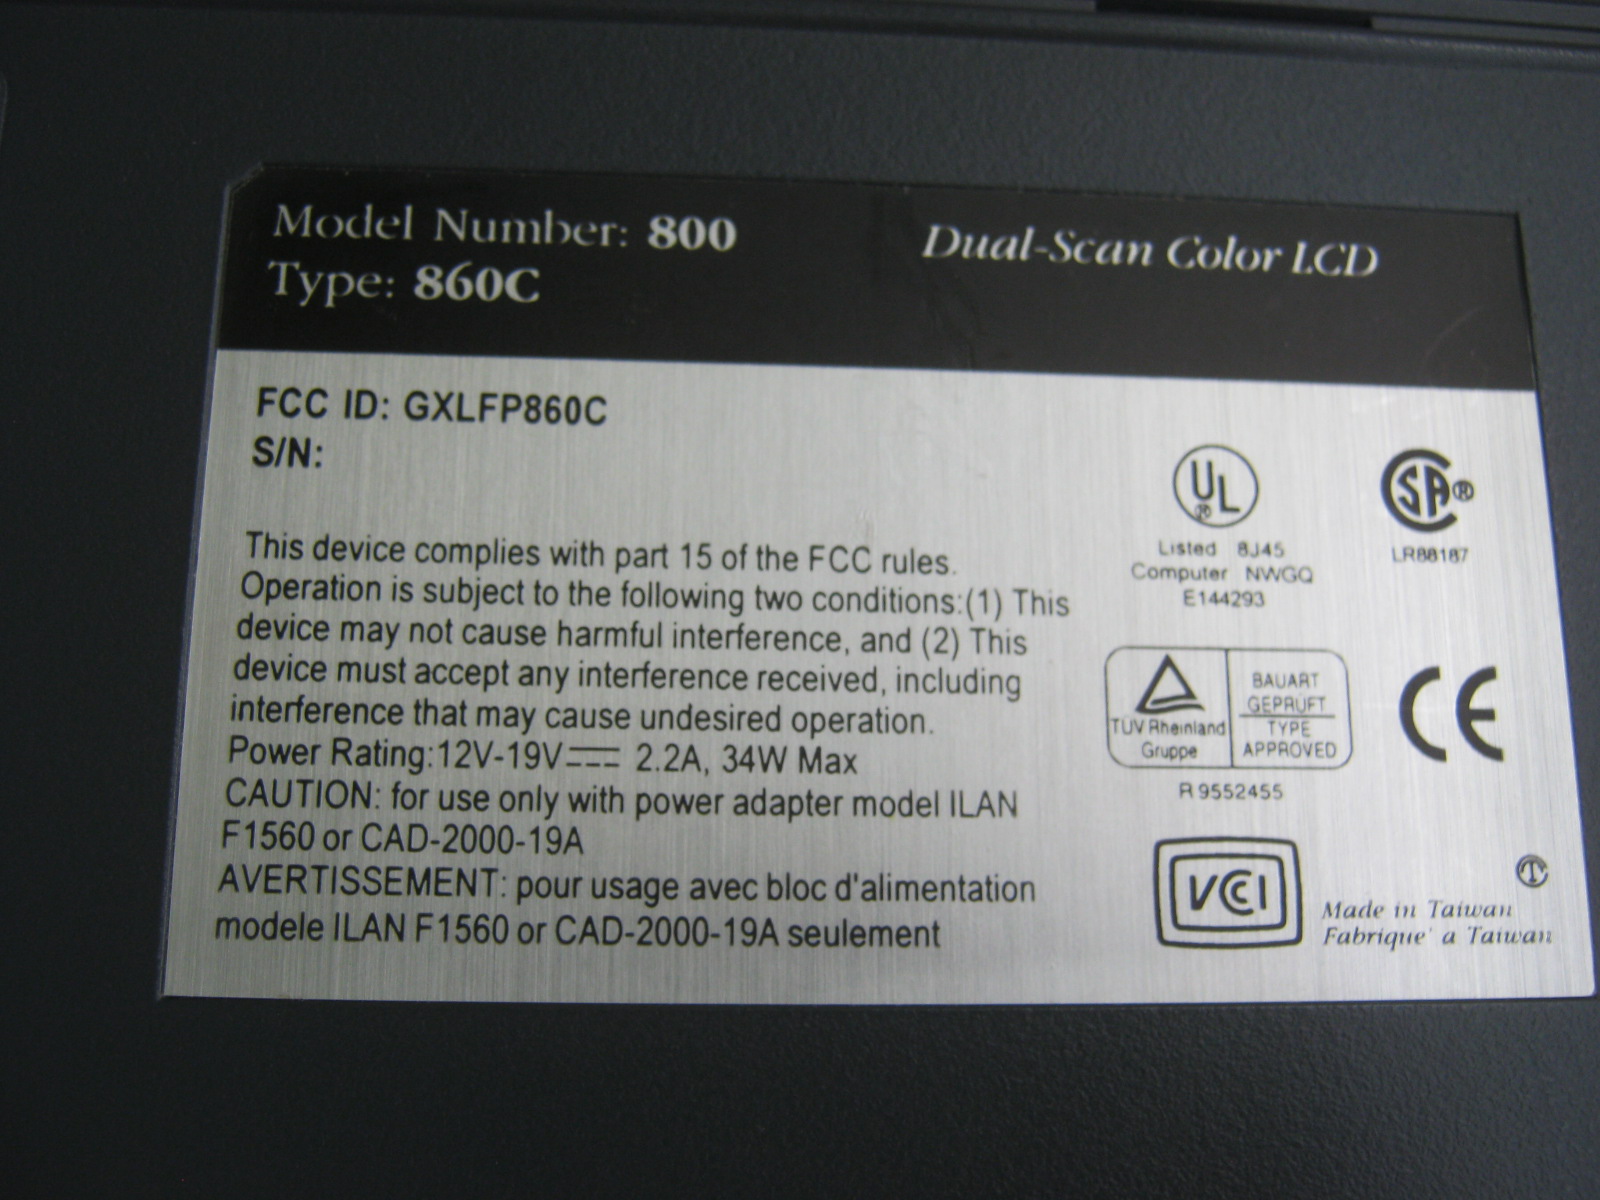 Model Number: 800
Type: 860C
Dual-Scan Color LCD
FCC ID: GXLFP860C
S/N:
This device complies with part 15 of the FCC rules.
Operation is subject to the following two conditions:(1) This
device may not cause harmful interference, and (2) This
device must accept any interference received, including
interference that may cause undesired operation.
Power Rating:12V-19V⎓ 2.2A, 34W Max
CAUTION: for use only with power adapter model ILAN
F1560 or CAD-2000-19A
AVERTISSEMENT: pour usage avec bloc d'alimentation
modele ILAN F1560 or CAD-2000-19A seulement
UL®
Listed 8J45
Computer NWGQ
E144293
SA®
LR88187
TÜV Rheinland
Gruppe
BAUART
GEPRÜFT
TYPE
APPROVED
R 9552455
CE
VCCI
Made in Taiwan
Fabrique' a Taiwan